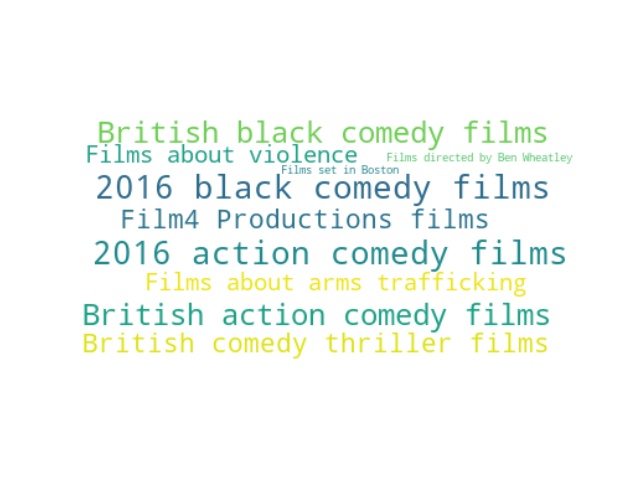 British black comedy films
Films about violence
Films directed by Ben Wheatley
Films set in Boston
2016 black comedy films
Film4 Productions films
2016 action comedy films
Films about arms trafficking
British action comedy films
British comedy thriller films